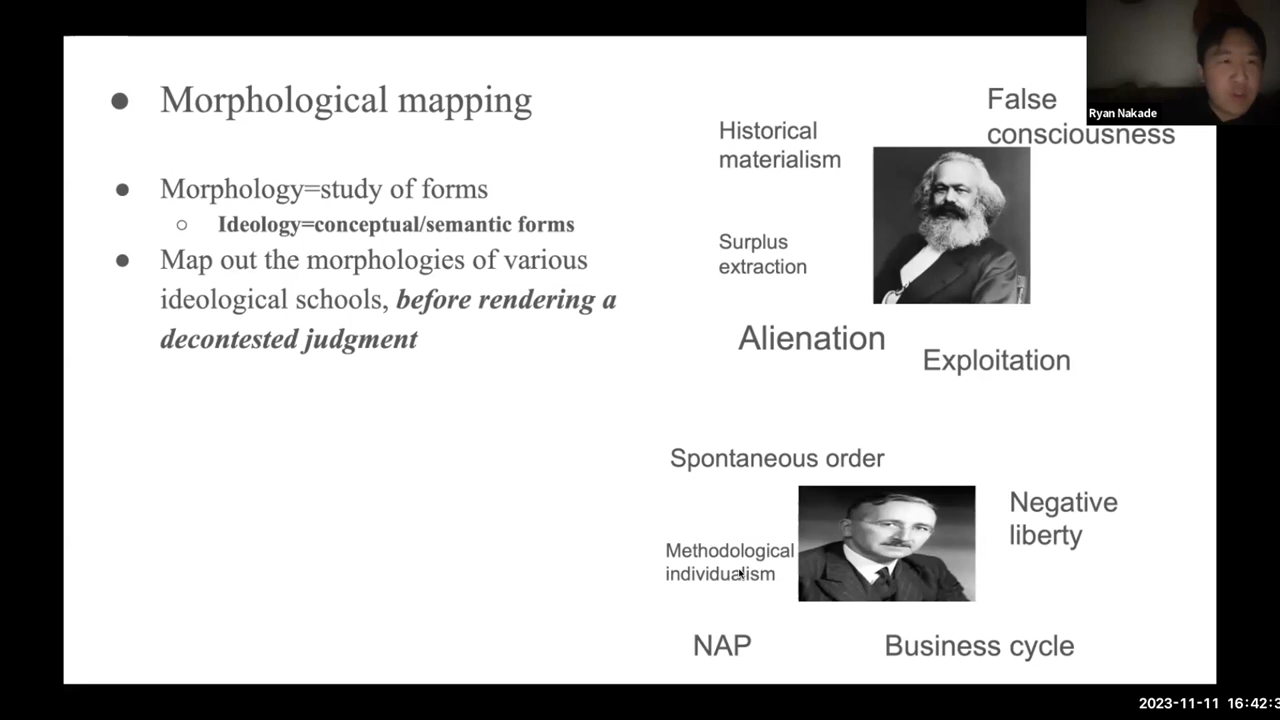 Morphological mapping
Morphology=study of forms
Ideology=conceptual/semantic forms
Map out the morphologies of various
ideological schools, before rendering a
decontested judgment
False
consciousness
Historical
materialism
Surplus
extraction
Alienation
Exploitation
Spontaneous order
Negative
liberty
Methodological
individualism
NAP
Business cycle
Ryan Nakade
2023-11-11 16:42:3